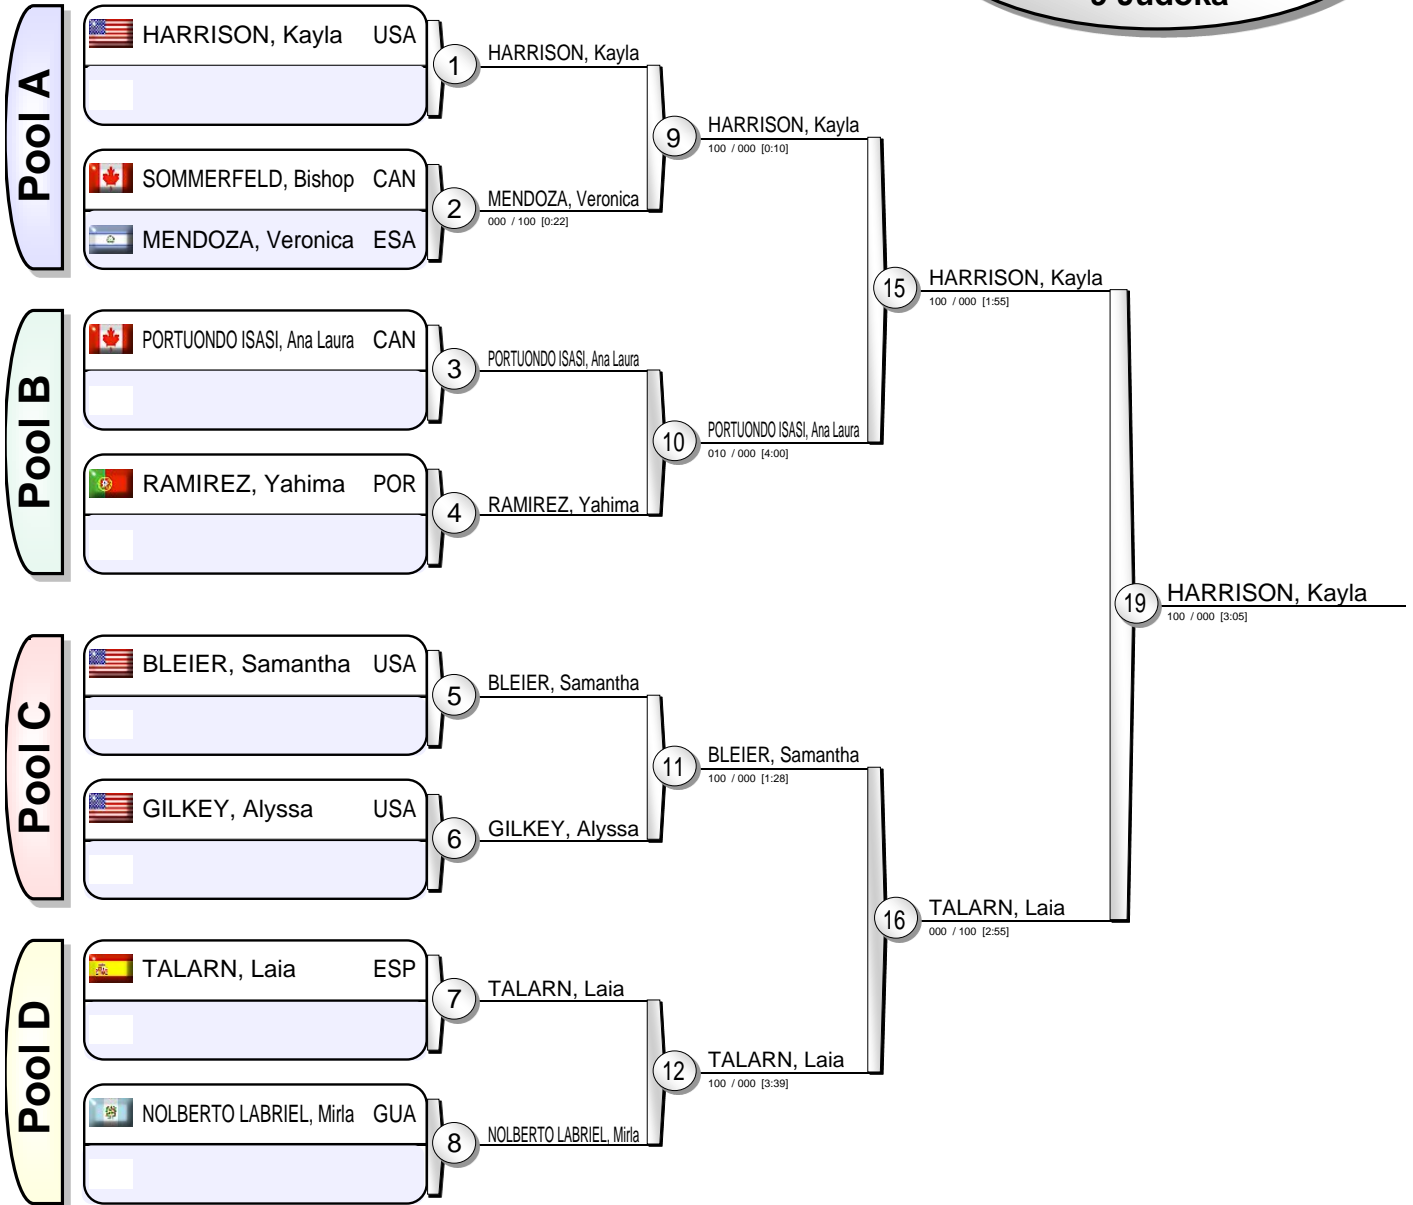 9 Judoka
Pool A
HARRISON, Kayla USA
SOMMERFELD, Bishop CAN
MENDOZA, Veronica ESA
Pool B
PORTUONDO ISASI, Ana Laura CAN
RAMIREZ, Yahima POR
Pool C
BLEIER, Samantha USA
GILKEY, Alyssa USA
Pool D
TALARN, Laia ESP
NOLBERTO LABRIEL, Mirla GUA
1
HARRISON, Kayla
2
MENDOZA, Veronica
000 / 100 [0:22]
3
PORTUONDO ISASI, Ana Laura
4
RAMIREZ, Yahima
5
BLEIER, Samantha
6
GILKEY, Alyssa
7
TALARN, Laia
8
NOLBERTO LABRIEL, Mirla
9
HARRISON, Kayla
100 / 000 [0:10]
10
PORTUONDO ISASI, Ana Laura
010 / 000 [4:00]
11
BLEIER, Samantha
100 / 000 [1:28]
12
TALARN, Laia
100 / 000 [3:39]
15
HARRISON, Kayla
100 / 000 [1:55]
16
TALARN, Laia
000 / 100 [2:55]
19
HARRISON, Kayla
100 / 000 [3:05]